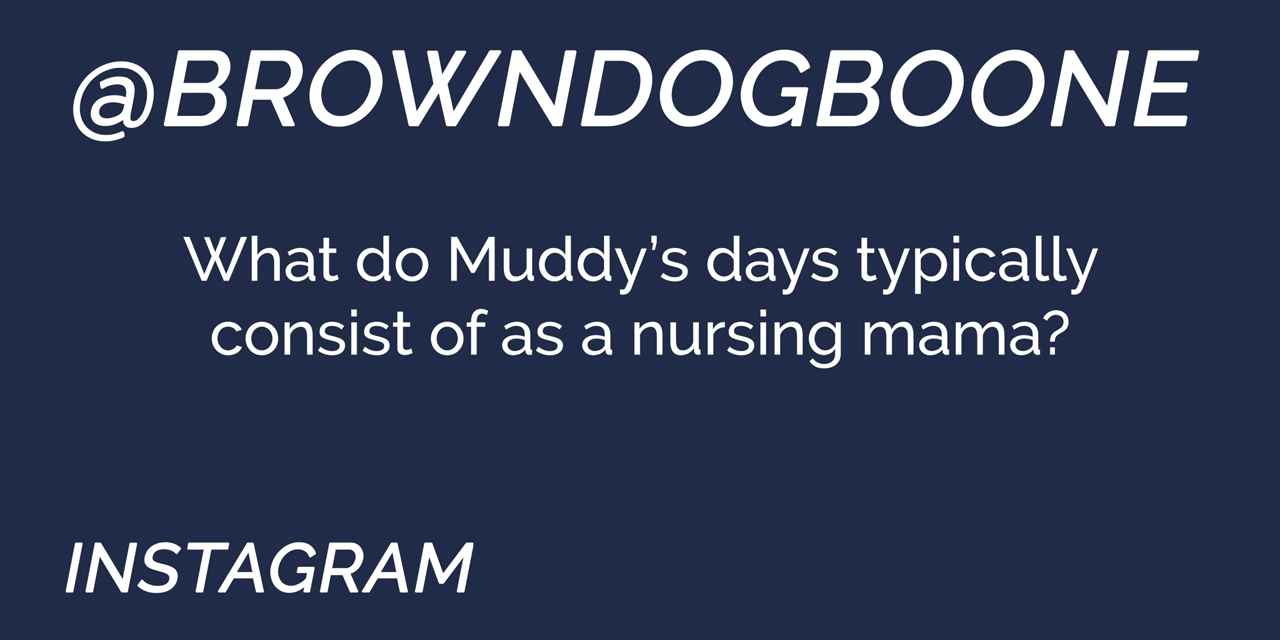 @BROWNDOGBOONE
What do Muddy’s days typically
consist of as a nursing mama?
INSTAGRAM